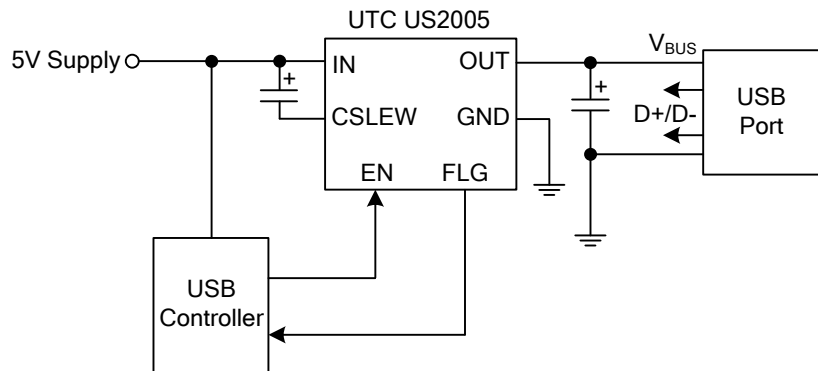 UTC US2005
5V Supply
IN
OUT
VBUS
+
+
CSLEW
GND
D+/D-
USB
Port
EN
FLG
USB
Controller